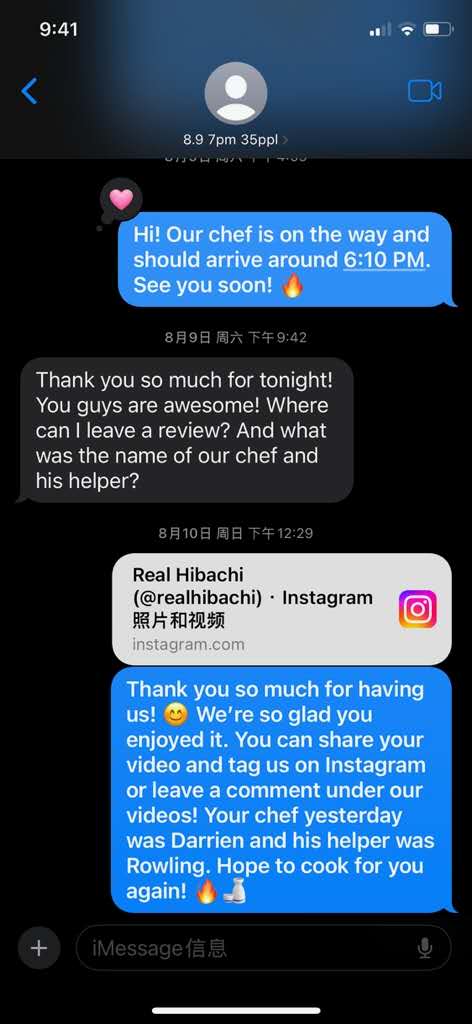 9:41
8.9 7pm 35ppl
Hi! Our chef is on the way and
should arrive around 6:10 PM.
See you soon! 🔥
8月9日 周六 下午9:42
Thank you so much for tonight!
You guys are awesome! Where
can I leave a review? And what
was the name of our chef and
his helper?
8月10日 周日 下午12:29
Real Hibachi
(@realhibachi) · Instagram
照片和视频
instagram.com
Thank you so much for having
us! 😊 We’re so glad you
enjoyed it. You can share your
video and tag us on Instagram
or leave a comment under our
videos! Your chef yesterday
was Darrien and his helper was
Rowling. Hope to cook for you
again! 🔥🍶
iMessage信息